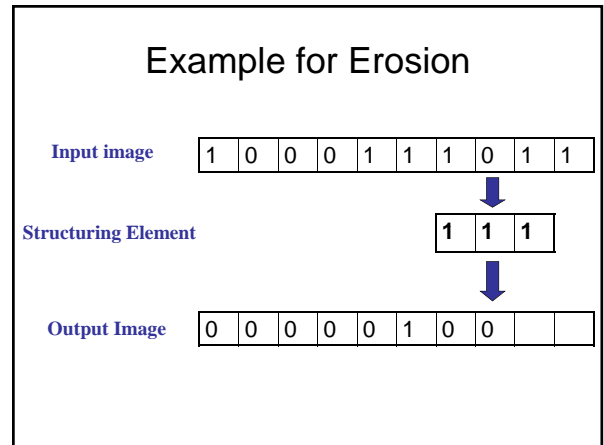 Example for Erosion
Input image 1 0 0 0 1 1 1 0 1 1
Structuring Element 1 1 1
Output Image 0 0 0 0 0 1 0 0